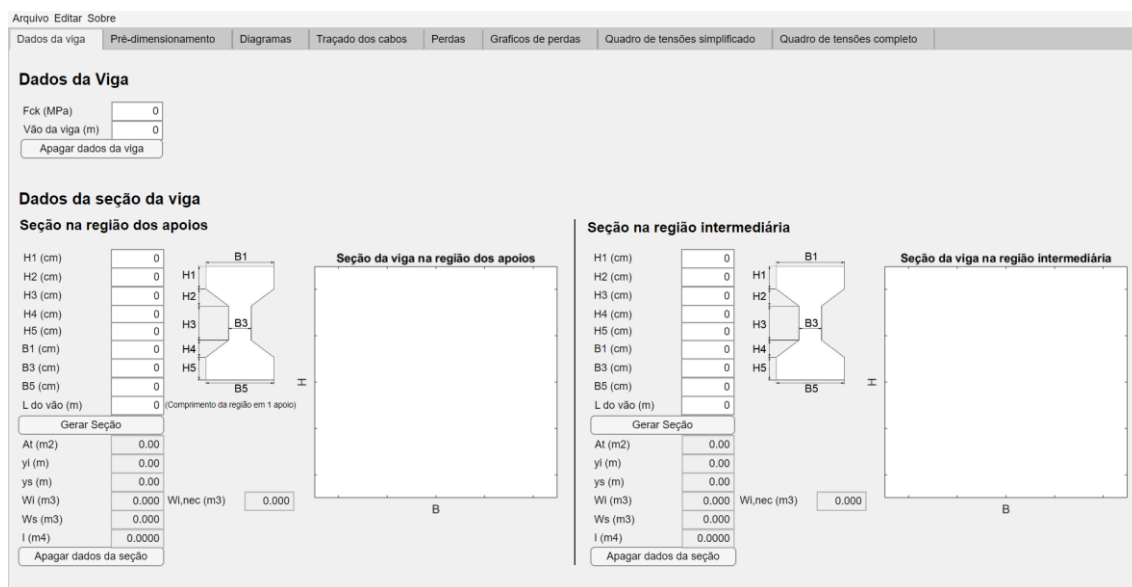 Arquivo Editar Sobre
Dados da viga Pré-dimensionamento Diagramas Traçado dos cabos Perdas Graficos de perdas Quadro de tensões simplificado Quadro de tensões completo
Dados da Viga
Fck (MPa) 0
Vão da viga (m) 0
Apagar dados da viga
Dados da seção da viga
Seção na região dos apoios
H1 (cm) 0
H2 (cm) 0
H3 (cm) 0
H4 (cm) 0
H5 (cm) 0
B1 (cm) 0
B3 (cm) 0
B5 (cm) 0
L do vão (m) 0 (Comprimento da região em 1 apoio)
Gerar Seção
At (m2) 0.00
yi (m) 0.00
ys (m) 0.00
Wi (m3) 0.000 Wi,nec (m3) 0.000
Ws (m3) 0.000
I (m4) 0.0000
Apagar dados da seção
B1
H1
H2
H3 B3
H4
H5
B5
Seção da viga na região dos apoios
H
B
Seção na região intermediária
H1 (cm) 0
H2 (cm) 0
H3 (cm) 0
H4 (cm) 0
H5 (cm) 0
B1 (cm) 0
B3 (cm) 0
B5 (cm) 0
L do vão (m) 0
Gerar Seção
At (m2) 0.00
yi (m) 0.00
ys (m) 0.00
Wi (m3) 0.000 Wi,nec (m3) 0.000
Ws (m3) 0.000
I (m4) 0.0000
Apagar dados da seção
B1
H1
H2
H3 B3
H4
H5
B5
Seção da viga na região intermediária
H
B